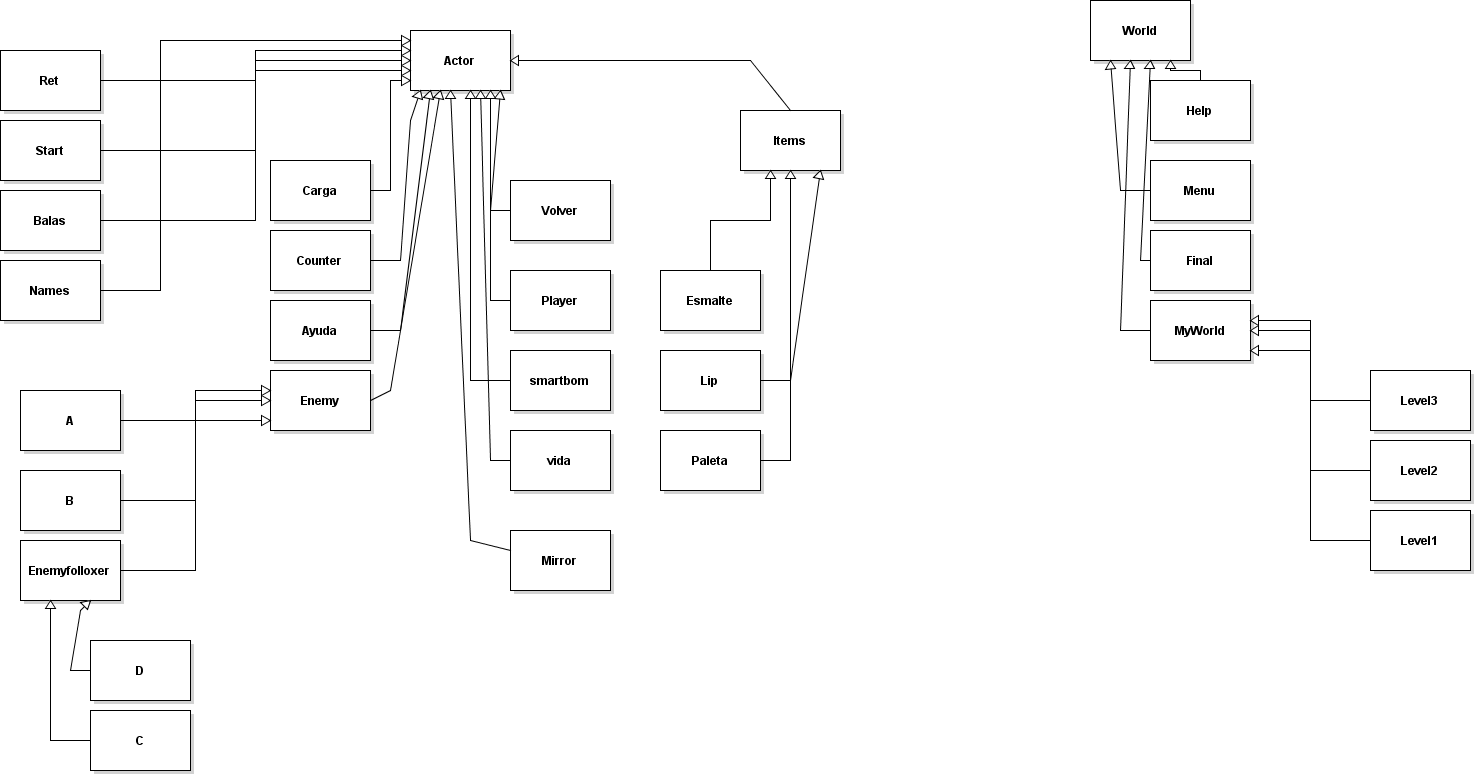 World
Actor
Ret
Help
Items
Start
Carga
Menu
Volver
Balas
Counter
Final
Names
Player
Esmalte
Ayuda
MyWorld
smartbom
Lip
Enemy
Level3
A
vida
Paleta
Level2
B
Level1
Mirror
Enemyfolloxer
D
C